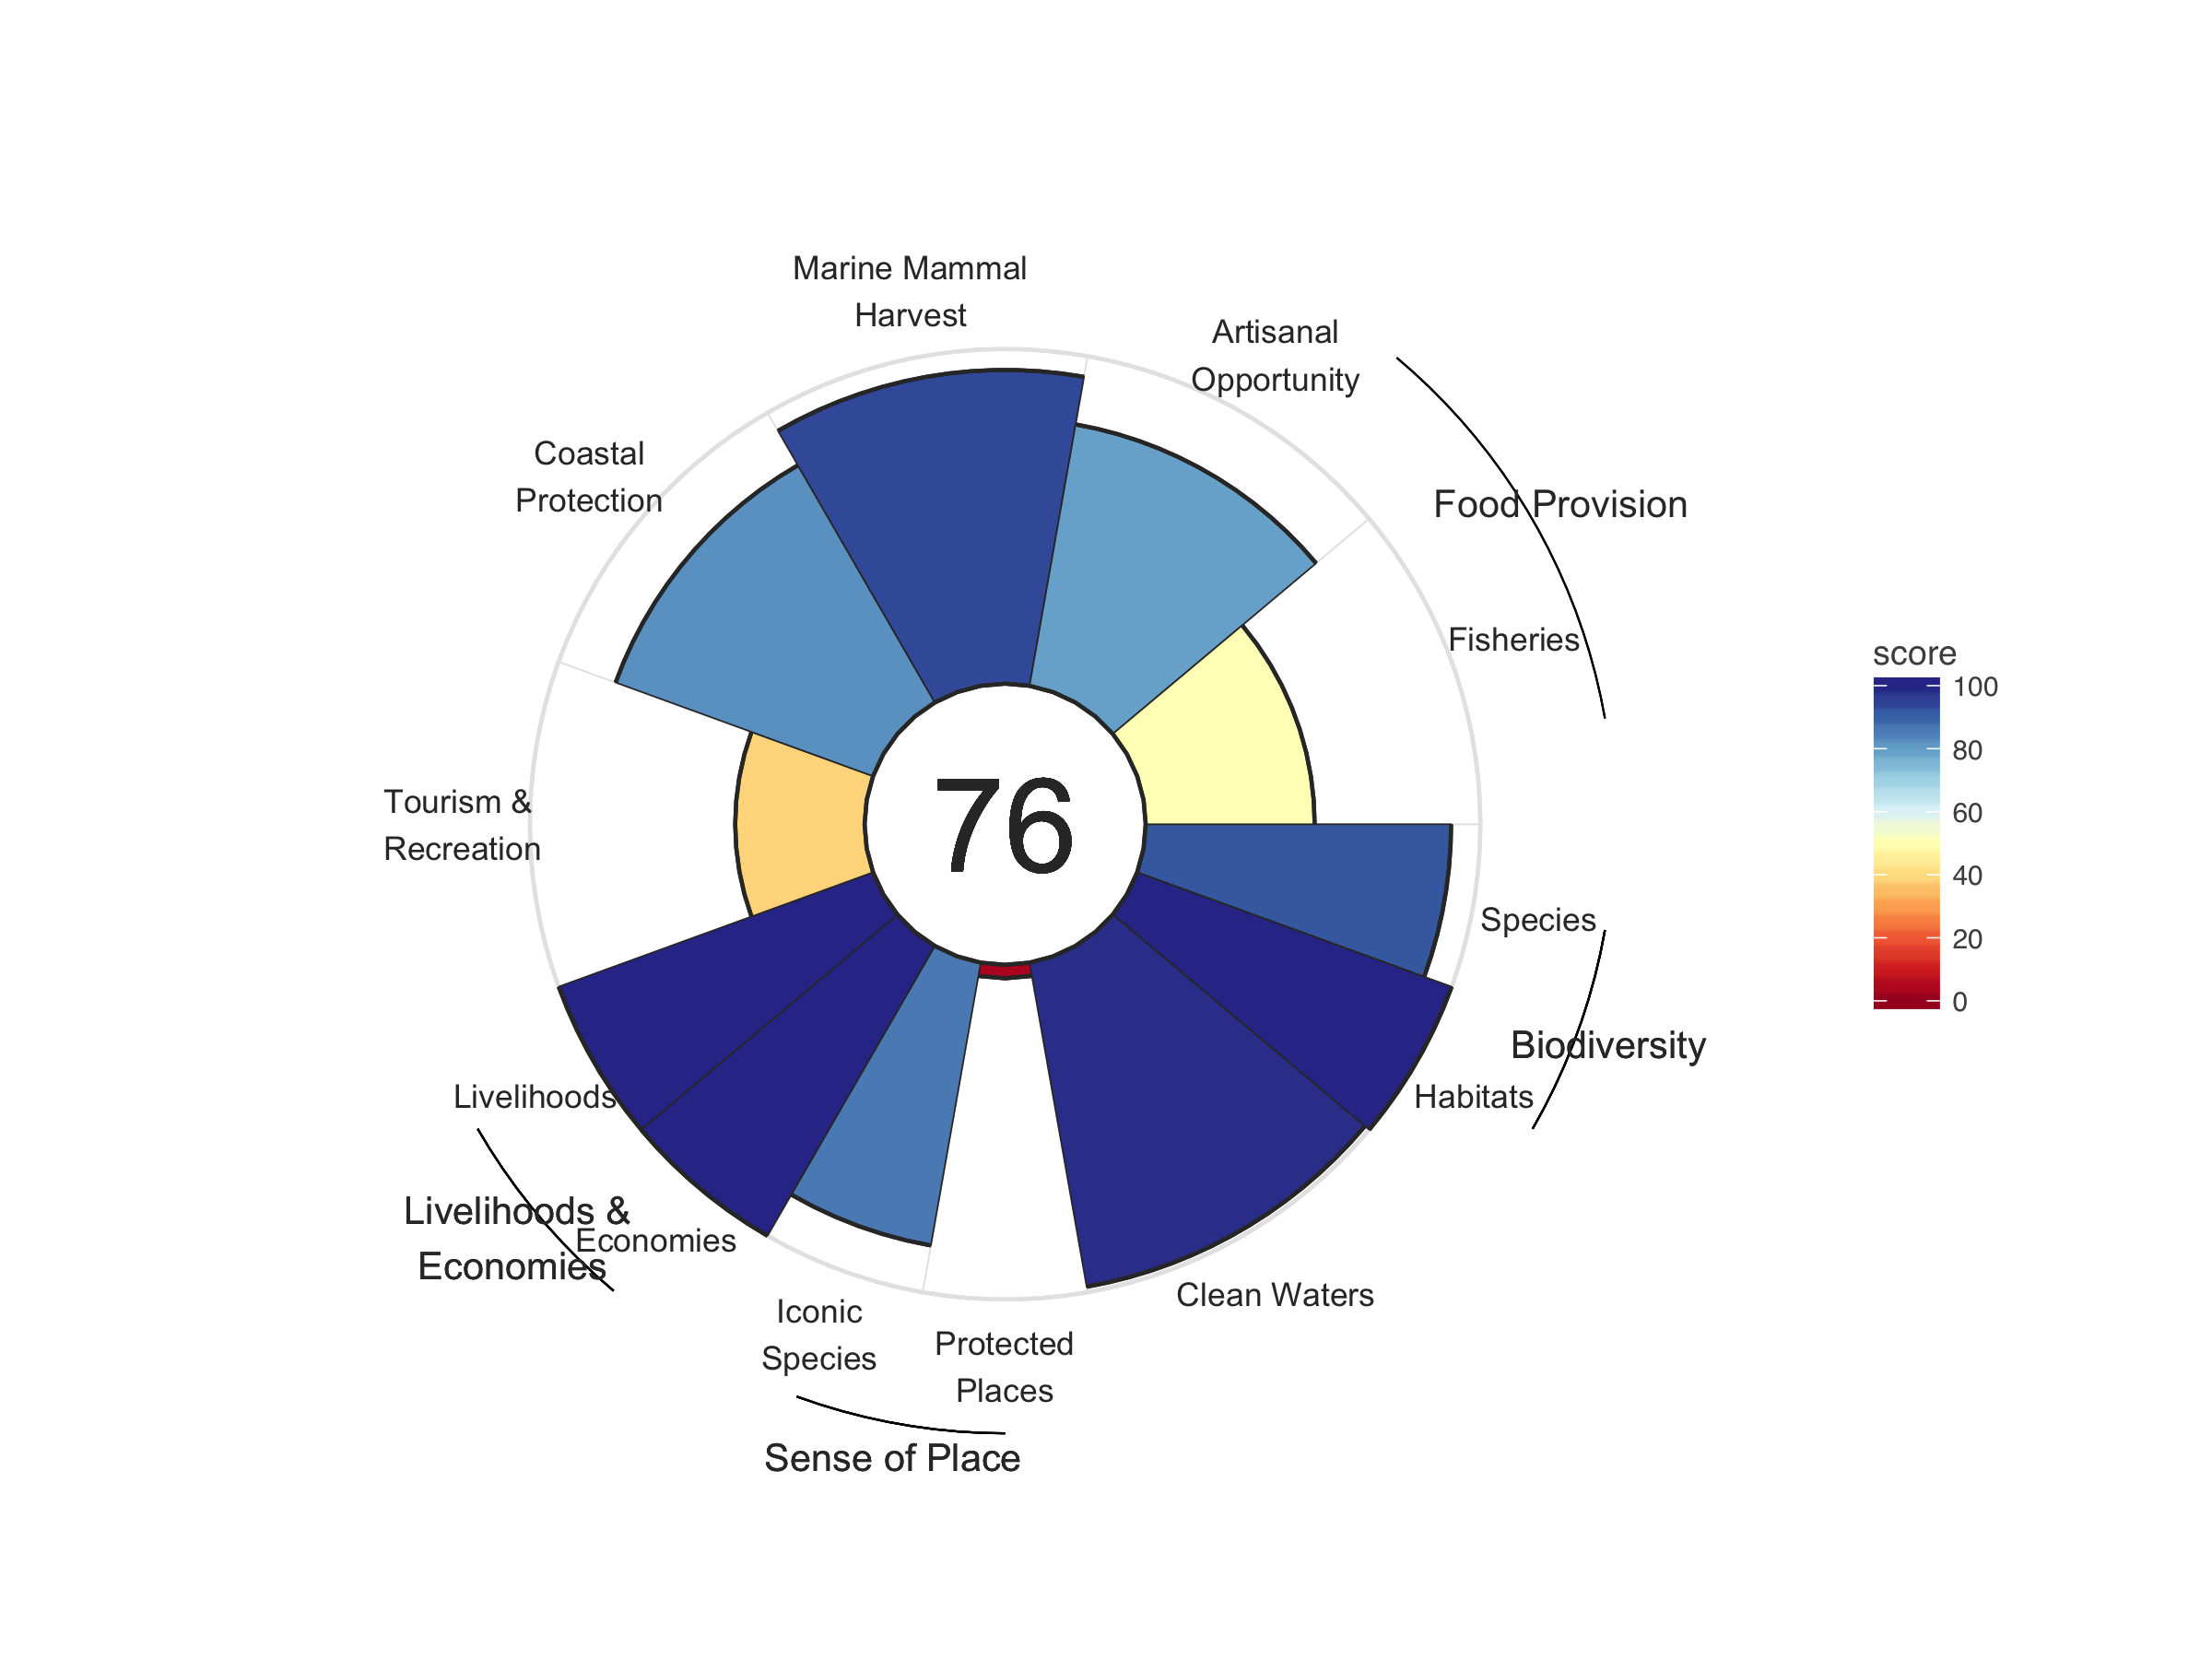 Marine Mammal
Harvest
Artisanal
Opportunity
Coastal
Protection
Food Provision
Fisheries
score
100
80
60
40
20
0
Tourism &
Recreation
76
Species
Biodiversity
Habitats
Livelihoods
Livelihoods &
Economies
Economies
Clean Waters
Iconic
Species
Protected
Places
Sense of Place